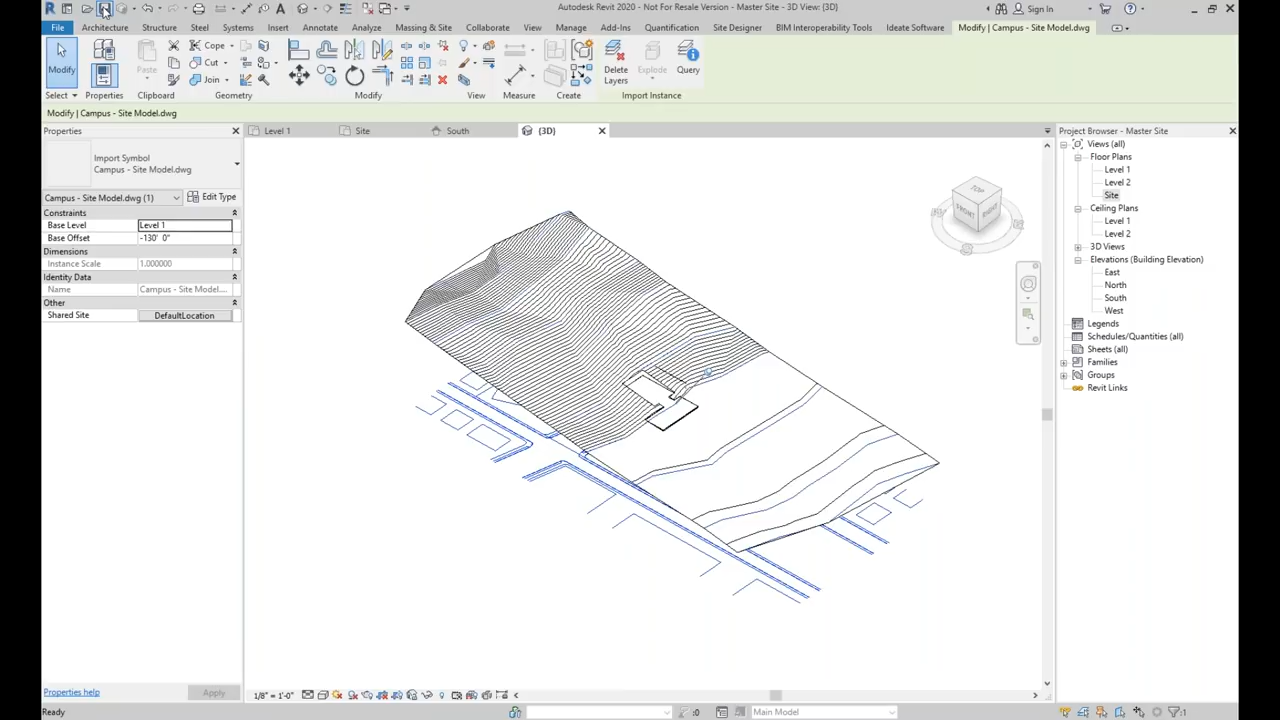 Autodesk Revit 2020 - Not For Resale Version - Master Site - 3D View: {3D}
Sign In
File Architecture Structure Steel Systems Insert Annotate Analyze Massing & Site Collaborate View Manage Add-Ins Quantification Site Designer BIM Interoperability Tools Ideate Software Modify | Campus - Site Model.dwg
Modify
Paste
Cope
Cut
Join
Delete Layers
Explode
Query
Select Properties Clipboard Geometry Modify View Measure Create Import Instance
Modify | Campus - Site Model.dwg
Properties
Import Symbol
Campus - Site Model.dwg
Campus - Site Model.dwg (1) Edit Type
Constraints
Base Level Level 1
Base Offset -130' 0"
Dimensions
Instance Scale 1.000000
Identity Data
Name Campus - Site Model....
Other
Shared Site DefaultLocation
Properties help Apply
Level 1 Site South {3D}
TOP
FRONT
RIGHT
Project Browser - Master Site
Views (all)
Floor Plans
Level 1
Level 2
Site
Ceiling Plans
Level 1
Level 2
3D Views
Elevations (Building Elevation)
East
North
South
West
Legends
Schedules/Quantities (all)
Sheets (all)
Families
Groups
Revit Links
1/8" = 1'-0"
Ready
:0
Main Model
:1